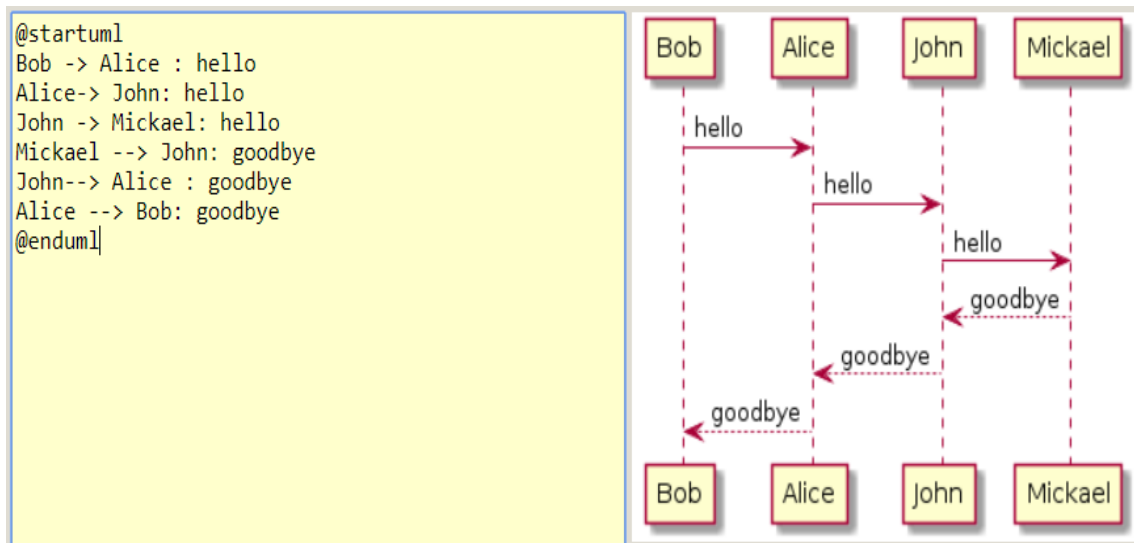 @startuml
Bob -> Alice : hello
Alice-> John: hello
John -> Mickael: hello
Mickael --> John: goodbye
John--> Alice : goodbye
Alice --> Bob: goodbye
@enduml
Bob Alice John Mickael
hello
hello
hello
goodbye
goodbye
goodbye
Bob Alice John Mickael